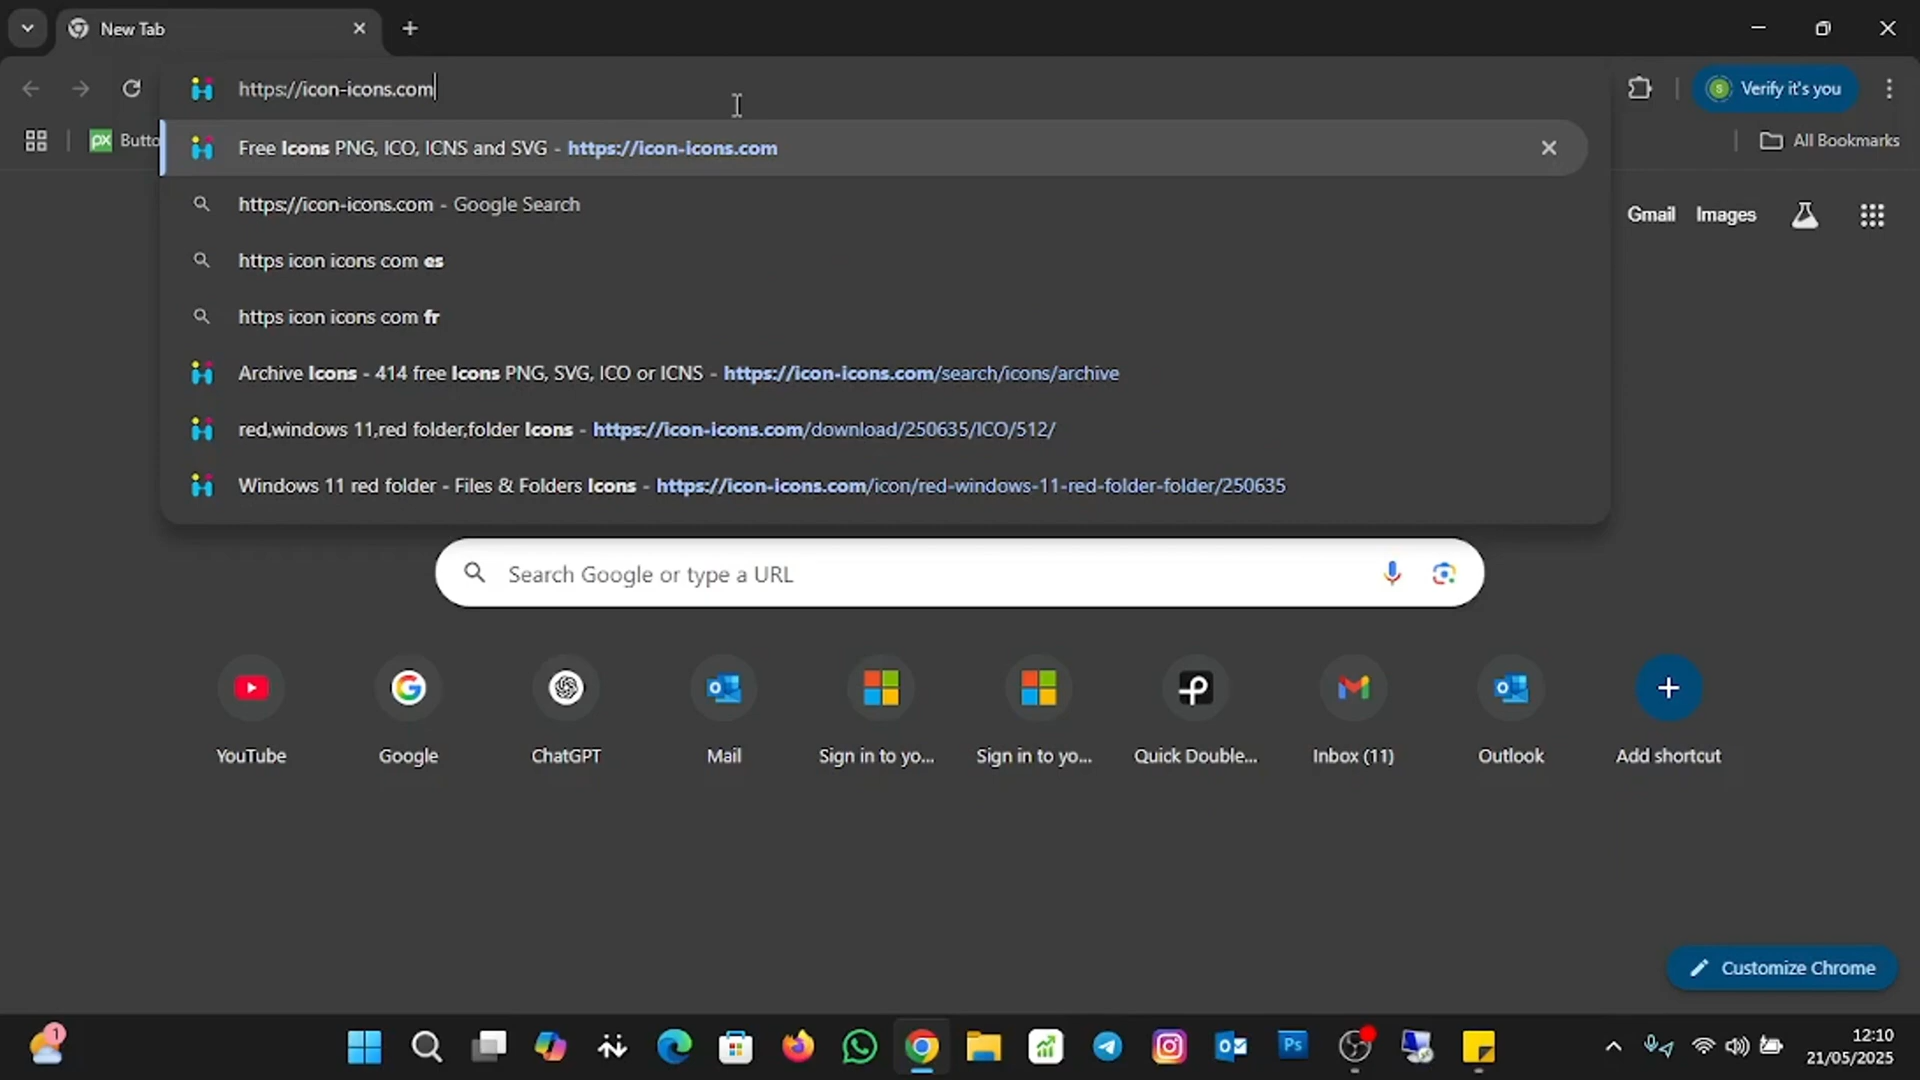 New Tab
https://icon-icons.com
S Verify it's you
px Butto
All Bookmarks
Free Icons PNG, ICO, ICNS and SVG - https://icon-icons.com
https://icon-icons.com - Google Search
https icon icons com es
https icon icons com fr
Archive Icons - 414 free Icons PNG, SVG, ICO or ICNS - https://icon-icons.com/search/icons/archive
red,windows 11,red folder,folder Icons - https://icon-icons.com/download/250635/ICO/512/
Windows 11 red folder - Files & Folders Icons - https://icon-icons.com/icon/red-windows-11-red-folder-folder/250635
Gmail Images
Search Google or type a URL
YouTube
Google
ChatGPT
Mail
Sign in to yo...
Sign in to yo...
Quick Double...
Inbox (11)
Outlook
Add shortcut
Customize Chrome
1
Ps
12:10
21/05/2025